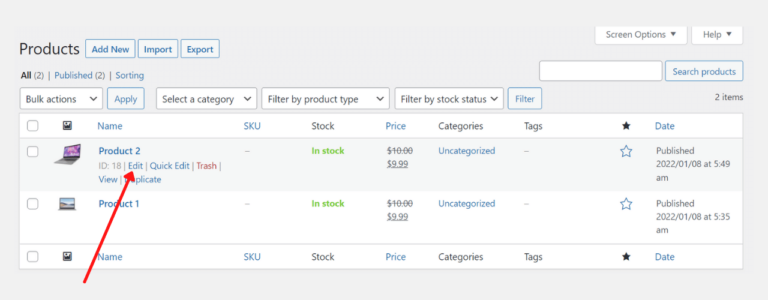 Screen Options ▼ Help ▼
Products Add New Import Export
All (2) | Published (2) | Sorting
Search products
Bulk actions Apply Select a category Filter by product type Filter by stock status Filter 2 items
Name SKU Stock Price Categories Tags ★ Date
Product 2 – In stock $10.00 Uncategorized – Published
ID: 18 | Edit | Quick Edit | Trash | $9.99 2022/01/08 at 5:49
View | Duplicate am
Product 1 – In stock $10.00 Uncategorized – Published
$9.99 2022/01/08 at 5:35
am
Name SKU Stock Price Categories Tags ★ Date